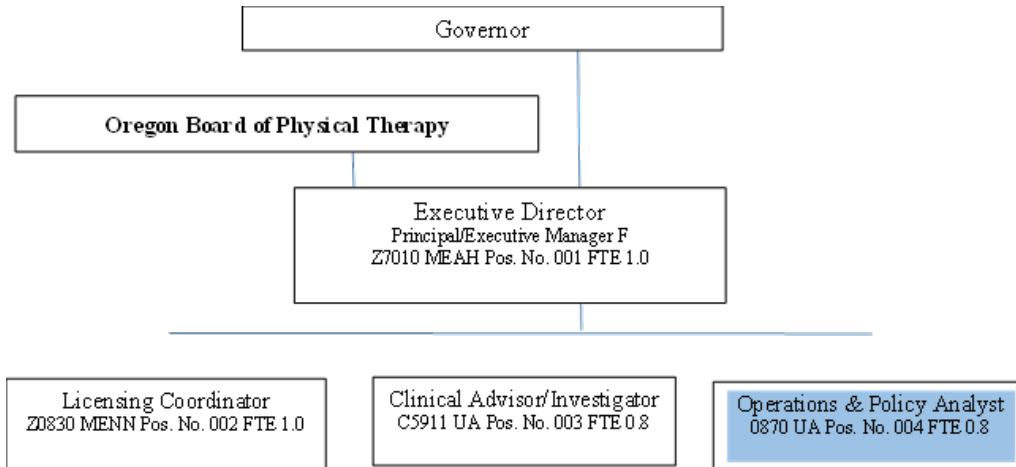 Governor
Oregon Board of Physical Therapy
Executive Director
Principal/Executive Manager F
Z7010 MEAH Pos. No. 001 FTE 1.0
Licensing Coordinator
Z0830 MENN Pos. No. 002 FTE 1.0
Clinical Advisor/Investigator
C5911 UA Pos. No. 003 FTE 0.8
Operations & Policy Analyst
0870 UA Pos. No. 004 FTE 0.8